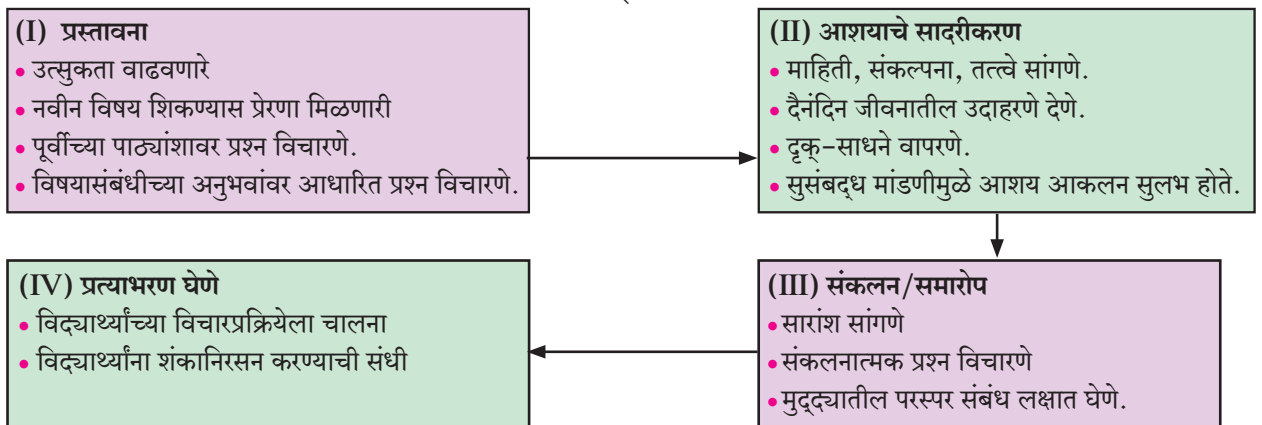 (I) प्रस्तावना
• उत्सुकता वाढवणारे
• नवीन विषय शिकण्यास प्रेरणा मिळणारी
• पूर्वीच्या पाठ्यांशावर प्रश्न विचारणे.
• विषयासंबंधीच्या अनुभवांवर आधारित प्रश्न विचारणे.
(II) आशयाचे सादरीकरण
• माहिती, संकल्पना, तत्त्वे सांगणे.
• दैनंदिन जीवनातील उदाहरणे देणे.
• दृक्-साधने वापरणे.
• सुसंबद्ध मांडणीमुळे आशय आकलन सुलभ होते.
(III) संकलन/समारोप
• सारांश सांगणे
• संकलनात्मक प्रश्न विचारणे
• मुद्द्यातील परस्पर संबंध लक्षात घेणे.
(IV) प्रत्याभरण घेणे
• विद्यार्थ्यांच्या विचारप्रक्रियेला चालना
• विद्यार्थ्यांना शंकानिरसन करण्याची संधी